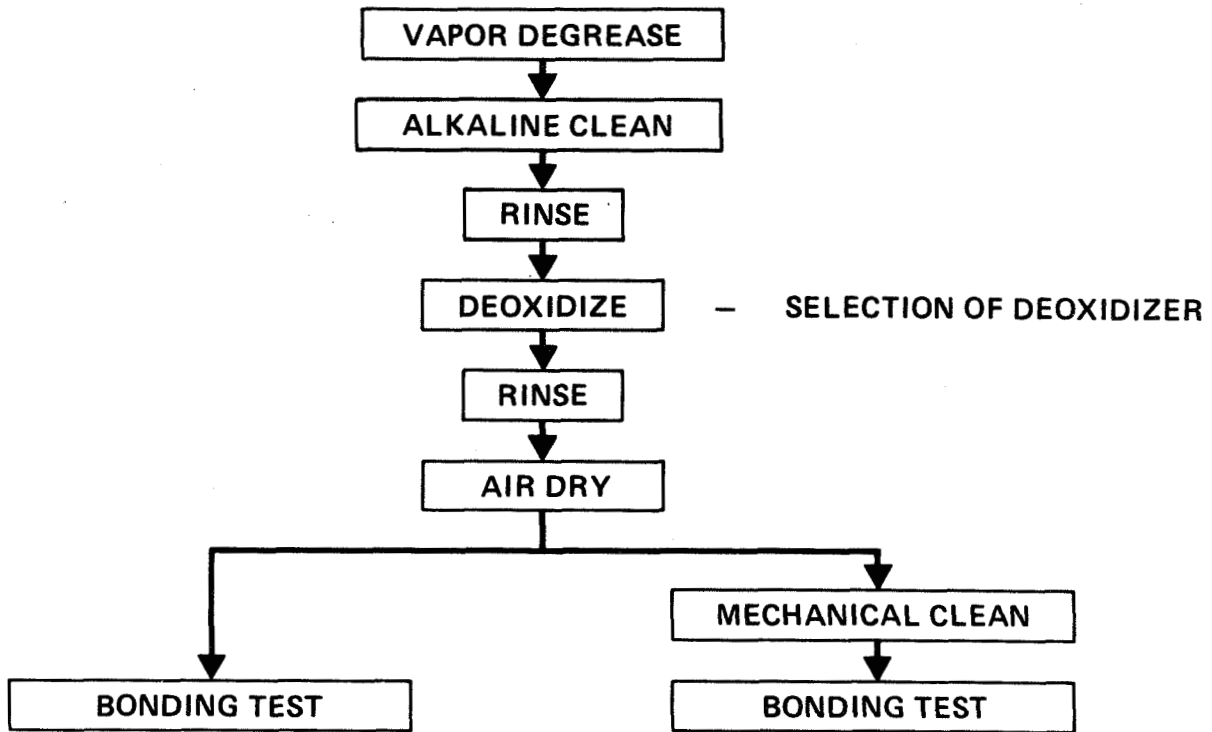 VAPOR DEGREASE
ALKALINE CLEAN
RINSE
DEOXIDIZE – SELECTION OF DEOXIDIZER
RINSE
AIR DRY
MECHANICAL CLEAN
BONDING TEST
BONDING TEST